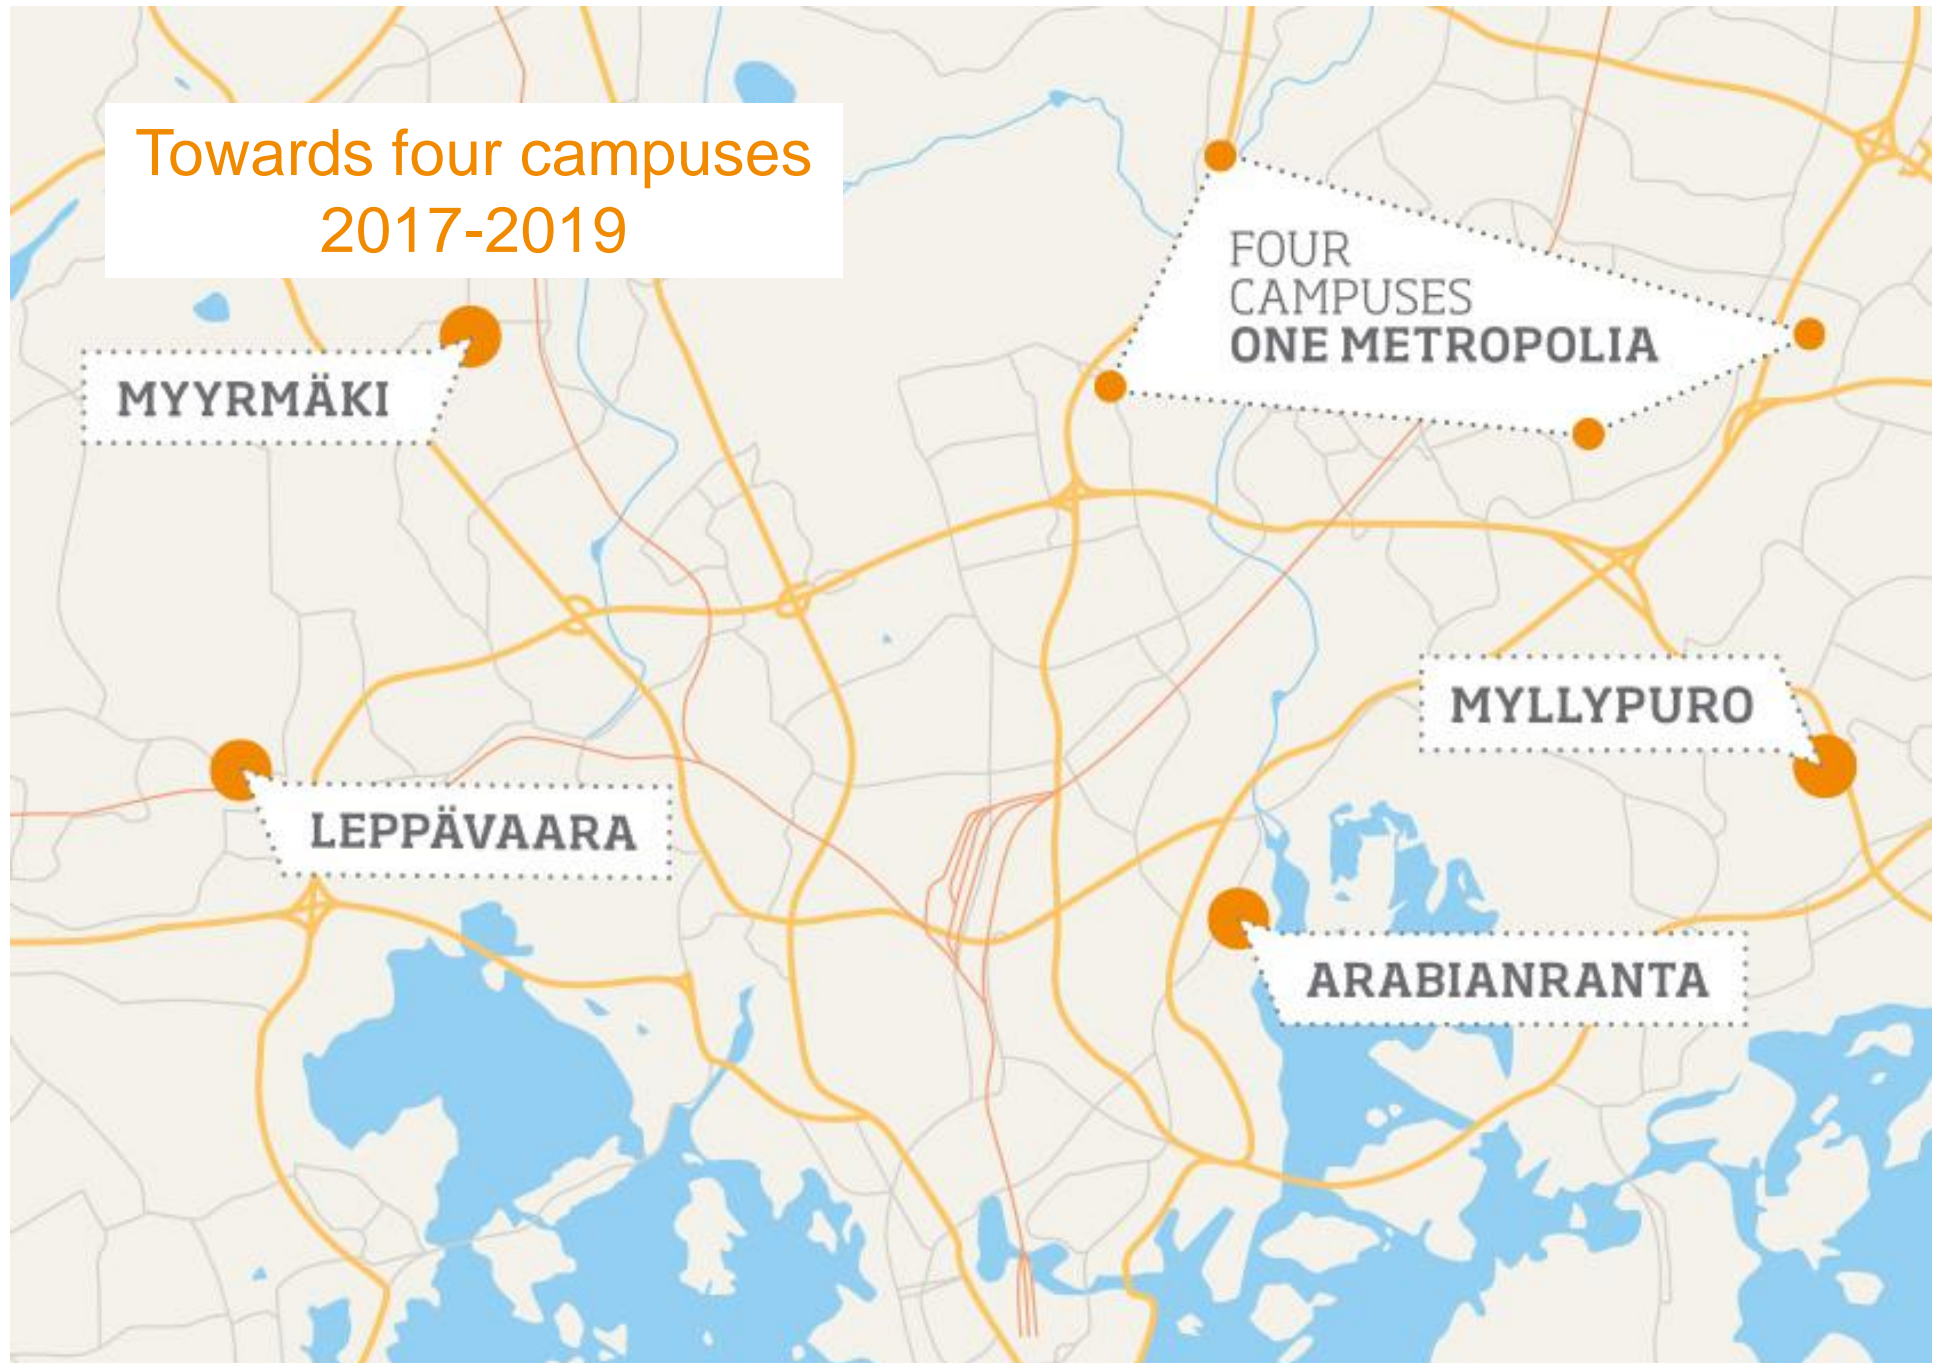 Towards four campuses
2017-2019
FOUR
CAMPUSES
ONE METROPOLIA
MYYRMÄKI
MYLLYPURO
LEPPÄVAARA
ARABIANRANTA